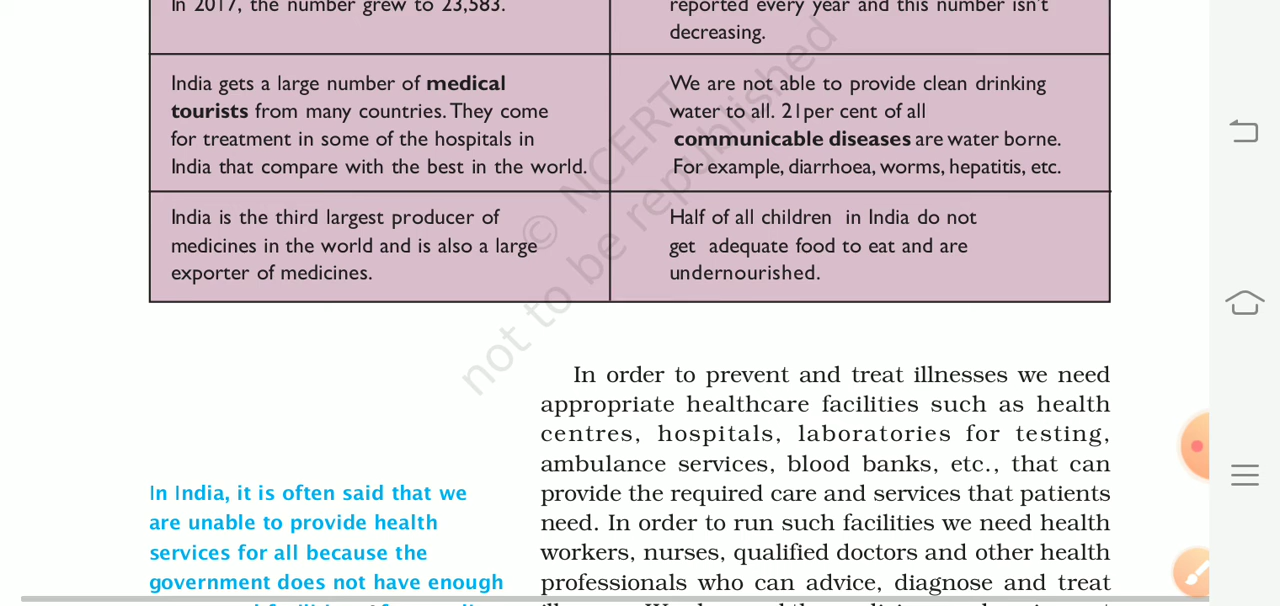 In 2017, the number grew to 23,583.
reported every year and this number isn't
decreasing.
India gets a large number of medical
tourists from many countries. They come
for treatment in some of the hospitals in
India that compare with the best in the world.
We are not able to provide clean drinking
water to all. 21per cent of all
communicable diseases are water borne.
For example, diarrhoea, worms, hepatitis, etc.
India is the third largest producer of
medicines in the world and is also a large
exporter of medicines.
Half of all children in India do not
get adequate food to eat and are
undernourished.
© NCERT
not to be republished
In India, it is often said that we
are unable to provide health
services for all because the
government does not have enough
In order to prevent and treat illnesses we need
appropriate healthcare facilities such as health
centres, hospitals, laboratories for testing,
ambulance services, blood banks, etc., that can
provide the required care and services that patients
need. In order to run such facilities we need health
workers, nurses, qualified doctors and other health
professionals who can advice, diagnose and treat